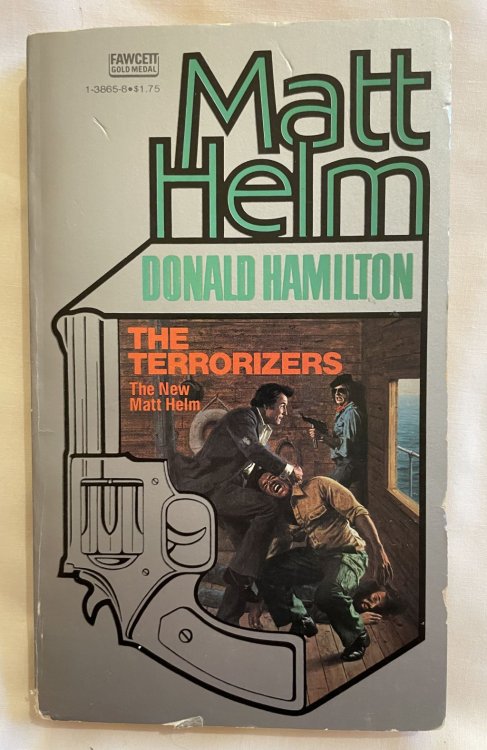 FAWCETT
GOLD MEDAL
1-3865-8•$1.75
Matt
Helm
DONALD HAMILTON
THE
TERRORIZERS
The New
Matt Helm